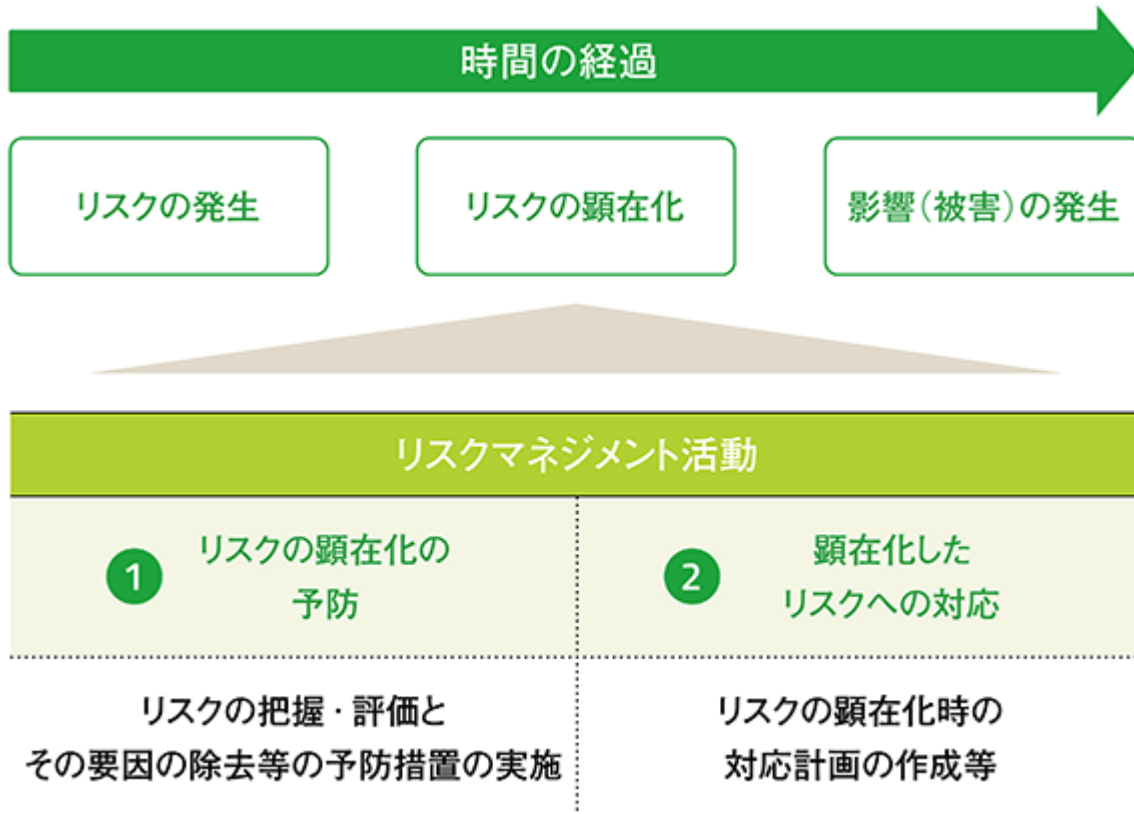 時間の経過
リスクの発生
リスクの顕在化
影響(被害)の発生
リスクマネジメント活動
1
リスクの顕在化の
予防
2
顕在化した
リスクへの対応
リスクの把握・評価と
その要因の除去等の予防措置の実施
リスクの顕在化時の
対応計画の作成等